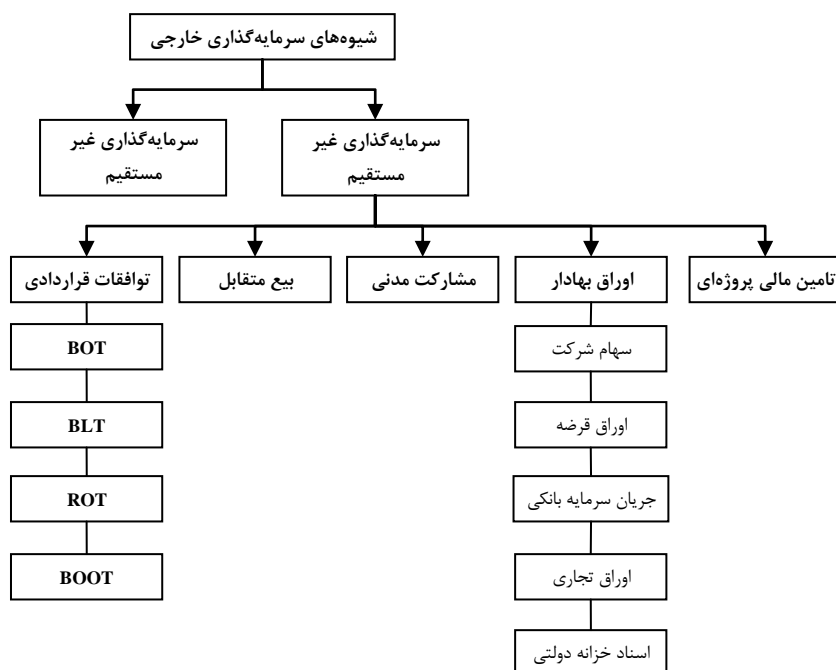 شیوه‌های سرمایه‌گذاری خارجی
سرمایه‌گذاری غیر
مستقیم
سرمایه‌گذاری غیر
مستقیم
تامین مالی پروژه‌ای
اوراق بهادار
مشارکت مدنی
بیع متقابل
توافقات قراردادی
سهام شرکت
اوراق قرضه
جریان سرمایه بانکی
اوراق تجاری
اسناد خزانه دولتی
BOT
BLT
ROT
BOOT